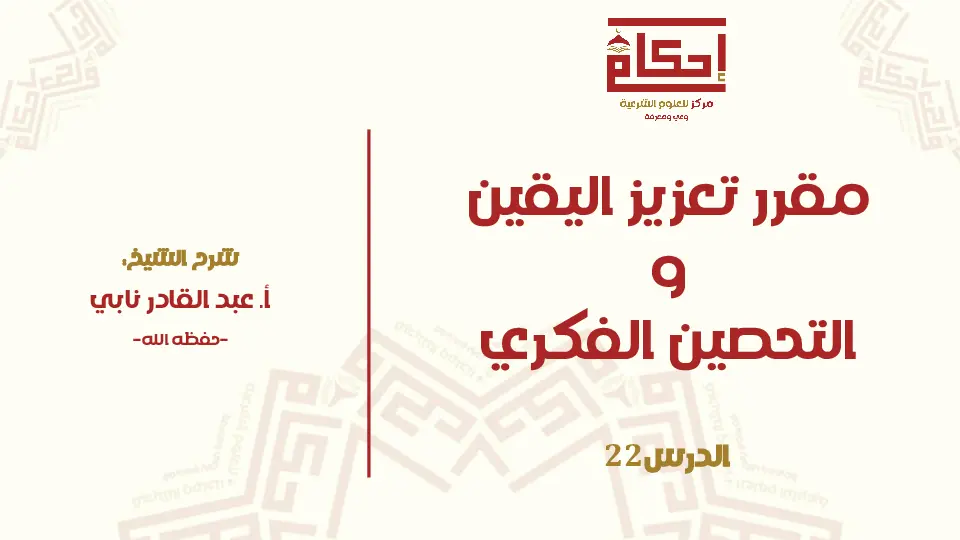 إحكام
مركز للعلوم الشرعية
وعي ومعرفة
مقرر تعزيز اليقين
و
التحصين الفكري
الدرس22
شرح الشيخ:
أ. عبد القادر نابي
-حفظه الله-